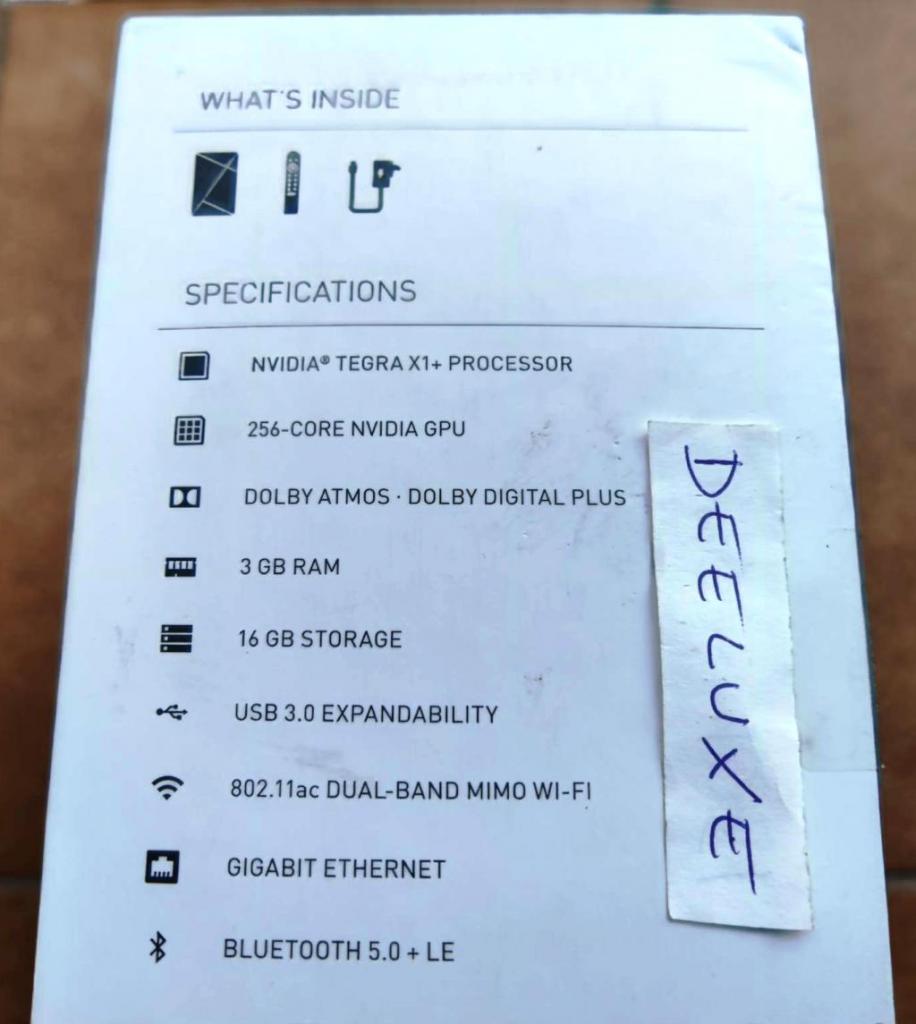 WHAT'S INSIDE
SPECIFICATIONS
NVIDIA® TEGRA X1+ PROCESSOR
256-CORE NVIDIA GPU
DOLBY ATMOS · DOLBY DIGITAL PLUS
3 GB RAM
16 GB STORAGE
USB 3.0 EXPANDABILITY
802.11ac DUAL-BAND MIMO WI-FI
GIGABIT ETHERNET
BLUETOOTH 5.0 + LE
DEELUXE